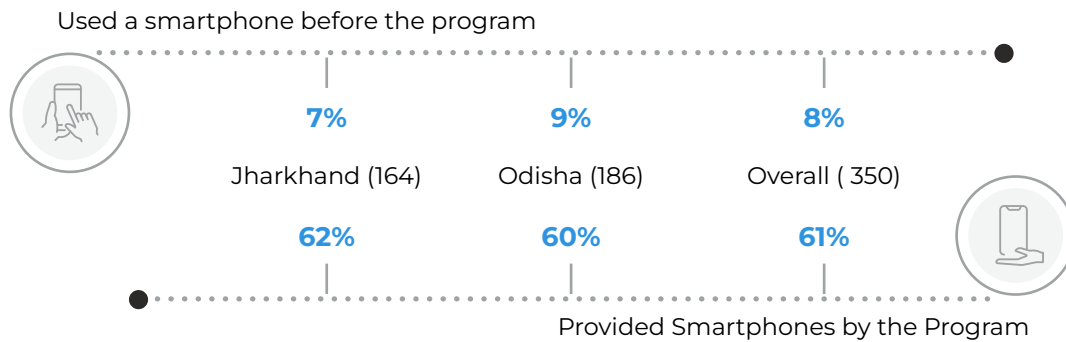 Used a smartphone before the program
7% 9% 8%
Jharkhand (164) Odisha (186) Overall ( 350)
62% 60% 61%
Provided Smartphones by the Program